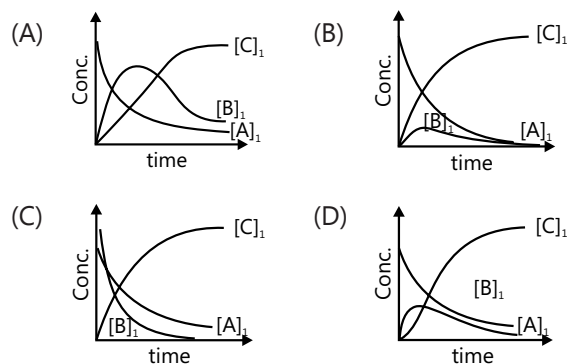 (A)
Conc.
[C]₁
[B]₁
[A]₁
time
(B)
Conc.
[C]₁
[B]₁
[A]₁
time
(C)
Conc.
[C]₁
[B]₁
[A]₁
time
(D)
Conc.
[C]₁
[B]₁
[A]₁
time